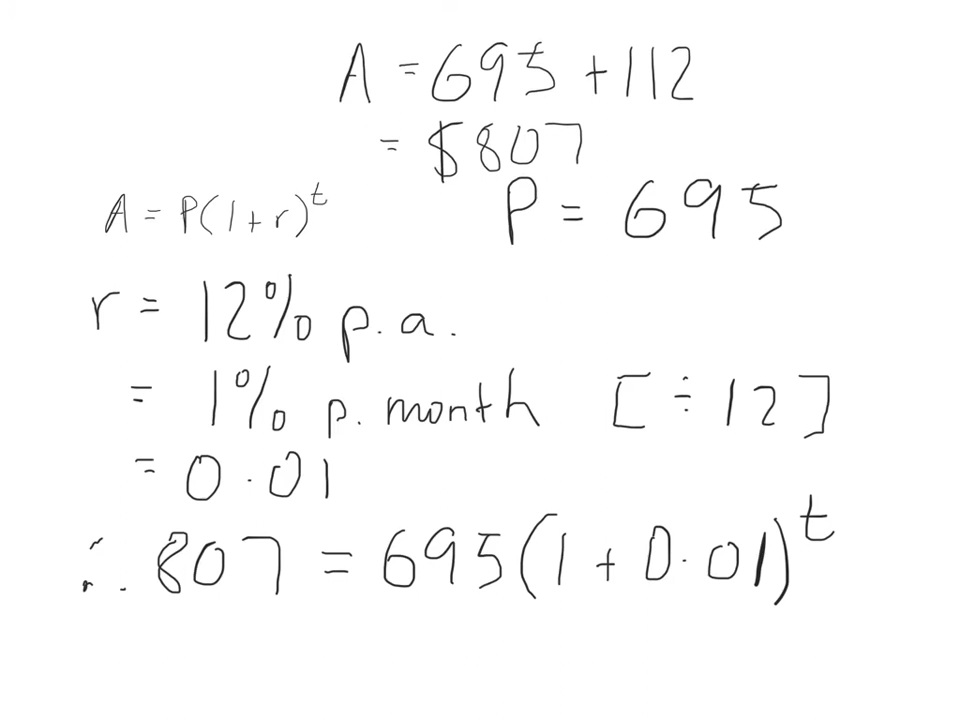 A = 695 + 112
= $807
A = P(1 + r)^t
P = 695
r = 12% p.a.
= 1% p. month [÷12]
= 0.01
∴ 807 = 695(1 + 0.01)^t